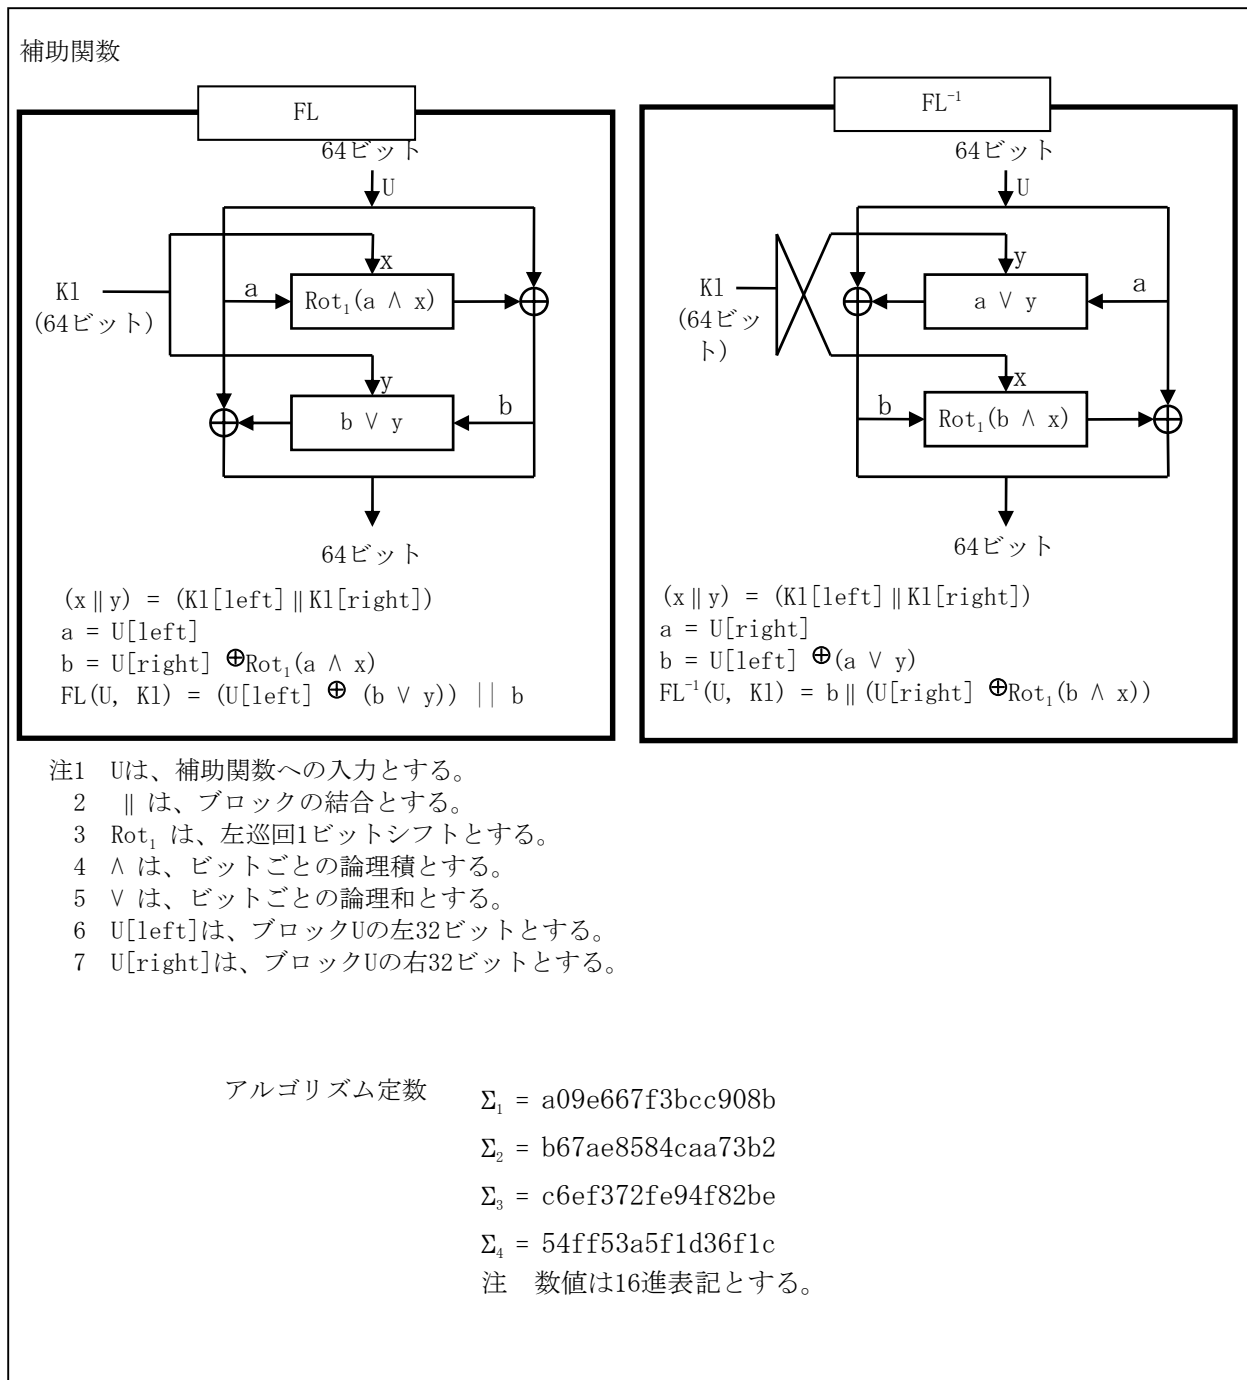 補助関数
FL
64ビット
U
x
Kl
(64ビット)
a
Rot₁(a ∧ x)
y
b ∨ y
b
64ビット
(x‖y) = (Kl[left]‖Kl[right])
a = U[left]
b = U[right] ⊕Rot₁(a ∧ x)
FL(U, Kl) = (U[left] ⊕ (b ∨ y)) || b
FL⁻¹
64ビット
U
y
Kl
(64ビッ
ト)
a ∨ y
a
x
b
Rot₁(b ∧ x)
64ビット
(x‖y) = (Kl[left]‖Kl[right])
a = U[right]
b = U[left] ⊕(a ∨ y)
FL⁻¹(U, Kl) = b‖(U[right] ⊕Rot₁(b ∧ x))
注1 Uは、補助関数への入力とする。
2 ‖は、ブロックの結合とする。
3 Rot₁ は、左巡回1ビットシフトとする。
4 ∧ は、ビットごとの論理積とする。
5 ∨ は、ビットごとの論理和とする。
6 U[left]は、ブロックUの左32ビットとする。
7 U[right]は、ブロックUの右32ビットとする。
アルゴリズム定数
Σ₁ = a09e667f3bcc908b
Σ₂ = b67ae8584caa73b2
Σ₃ = c6ef372fe94f82be
Σ₄ = 54ff53a5f1d36f1c
注 数値は16進表記とする。